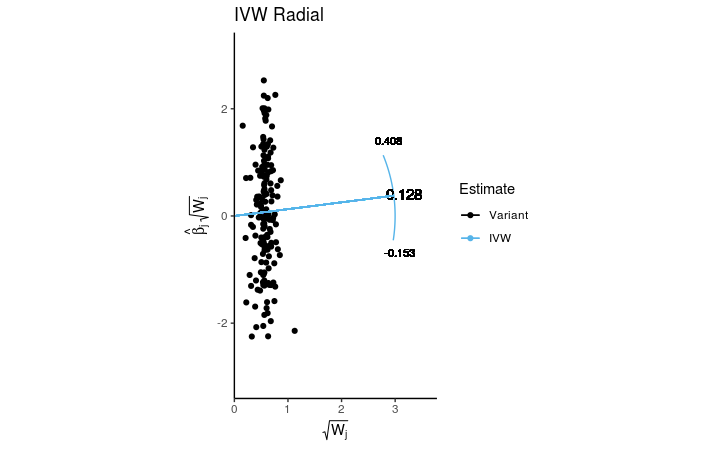 IVW Radial
0.408
2
0.128
Estimate
Variant
0
β̂j√Wj
IVW
-0.153
-2
0
1
2
3
√Wj